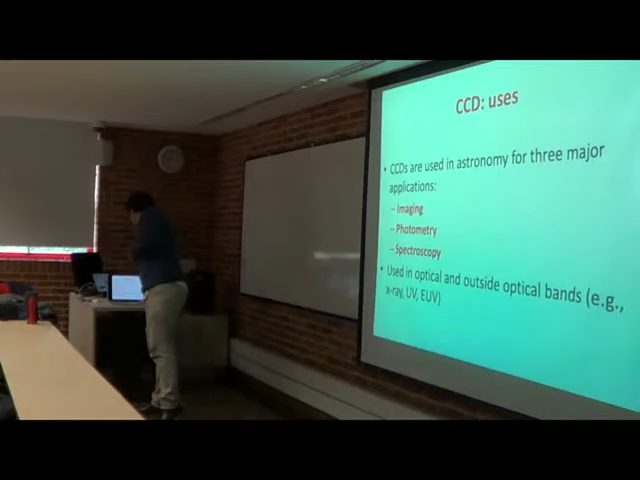 CCD: uses
• CCDs are used in astronomy for three major
applications:
– Imaging
– Photometry
– Spectroscopy
• Used in optical and outside optical bands (e.g.,
x-ray, UV, EUV)